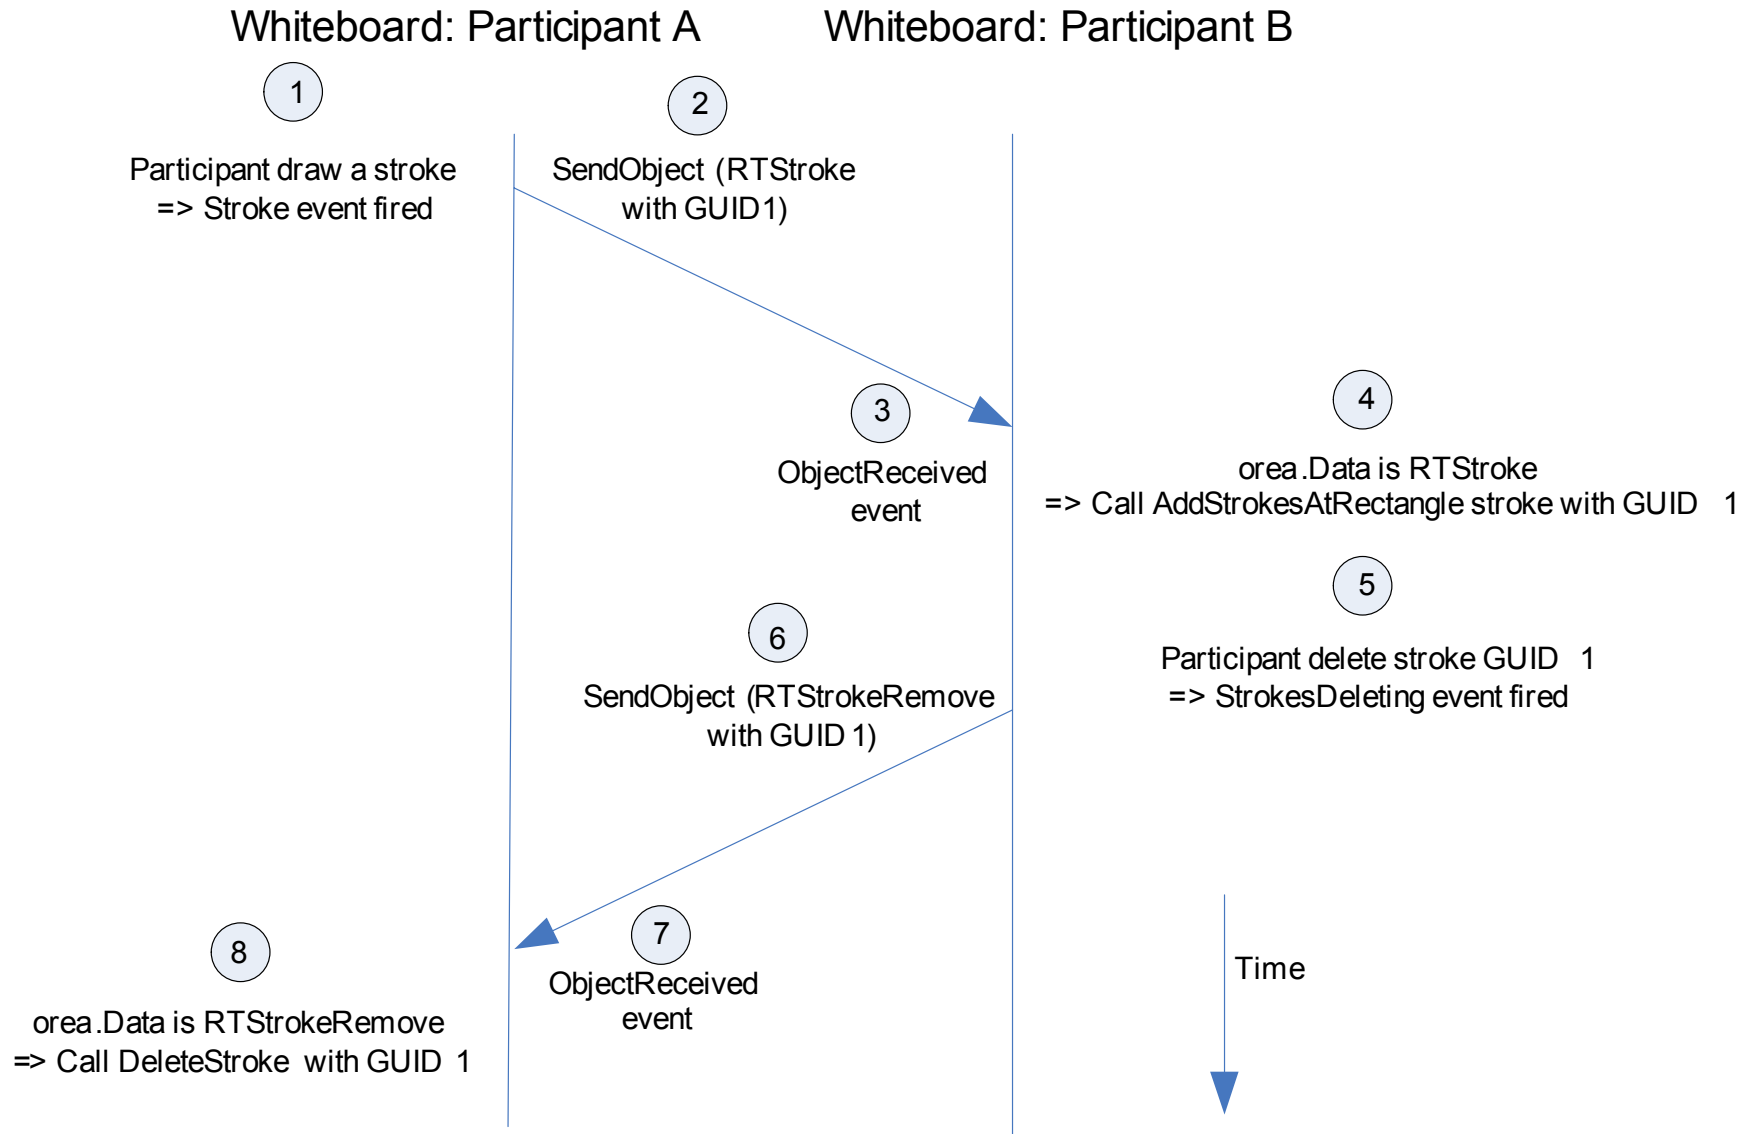 Whiteboard: Participant A
Whiteboard: Participant B
1
Participant draw a stroke
=> Stroke event fired
2
SendObject (RTStroke
with GUID1)
3
ObjectReceived
event
4
orea.Data is RTStroke
=> Call AddStrokesAtRectangle stroke with GUID 1
5
Participant delete stroke GUID 1
=> StrokesDeleting event fired
6
SendObject (RTStrokeRemove
with GUID 1)
7
ObjectReceived
event
8
orea.Data is RTStrokeRemove
=> Call DeleteStroke with GUID 1
Time